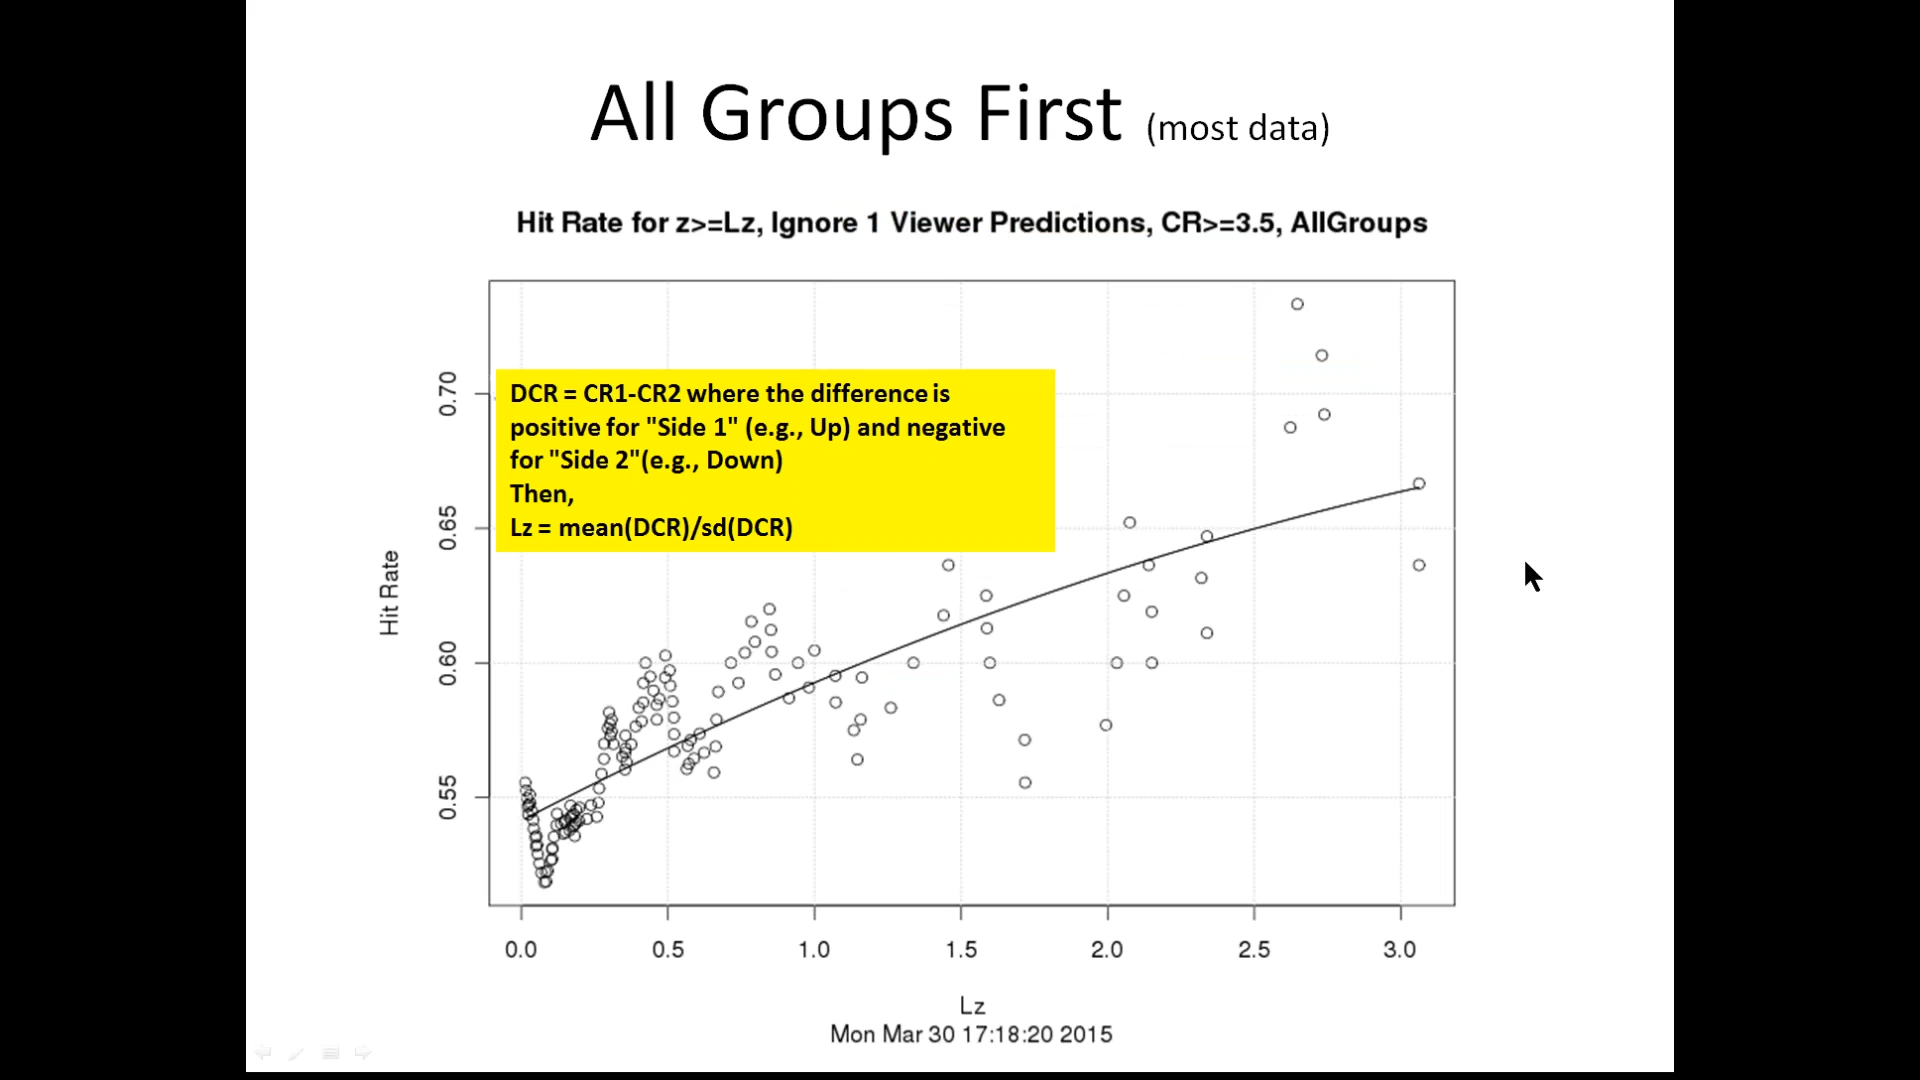 All Groups First (most data)
Hit Rate for z>=Lz, Ignore 1 Viewer Predictions, CR>=3.5, AllGroups
DCR = CR1-CR2 where the difference is
positive for "Side 1" (e.g., Up) and negative
for "Side 2"(e.g., Down)
Then,
Lz = mean(DCR)/sd(DCR)
Hit Rate
0.70
0.65
0.60
0.55
0.0 0.5 1.0 1.5 2.0 2.5 3.0
Lz
Mon Mar 30 17:18:20 2015